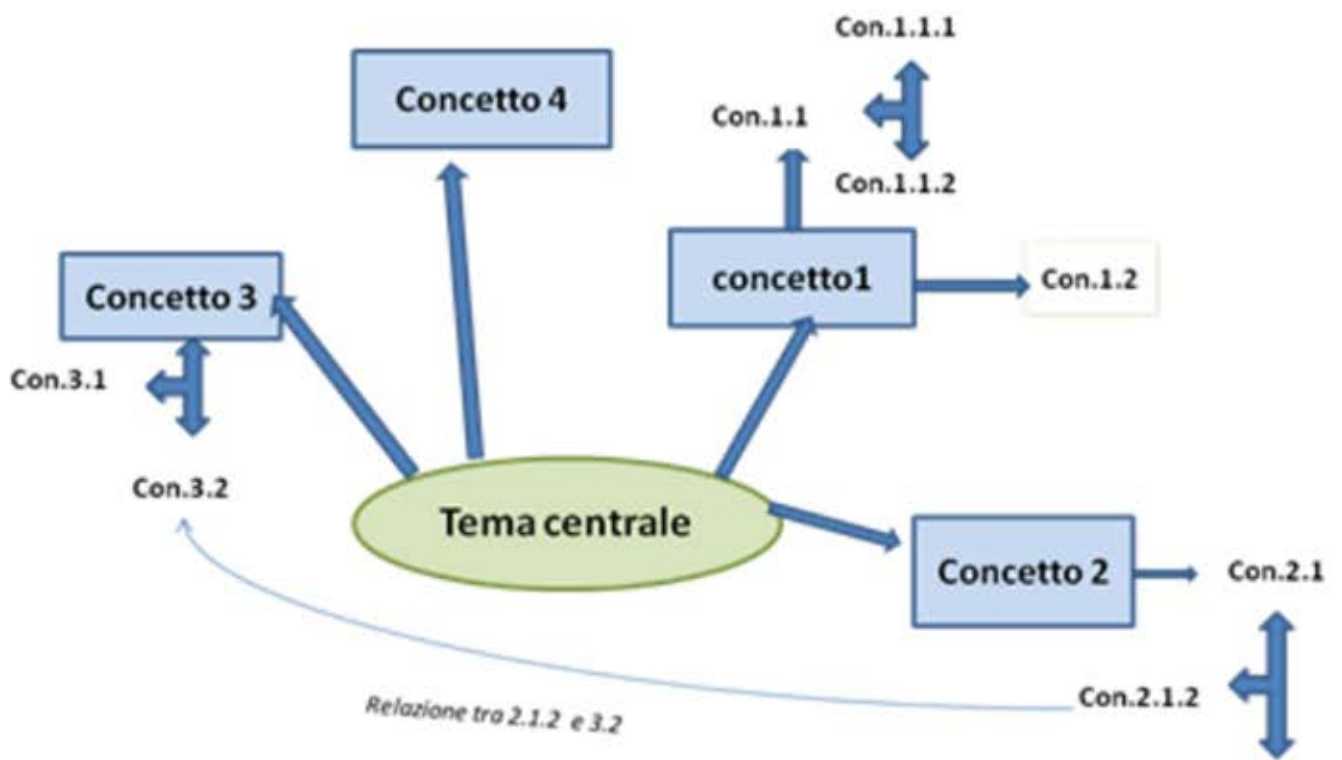 Con.1.1.1
Concetto 4
Con.1.1
Con.1.1.2
concetto1
Con.1.2
Concetto 3
Con.3.1
Con.3.2
Tema centrale
Concetto 2
Con.2.1
Con.2.1.2
Relazione tra 2.1.2 e 3.2